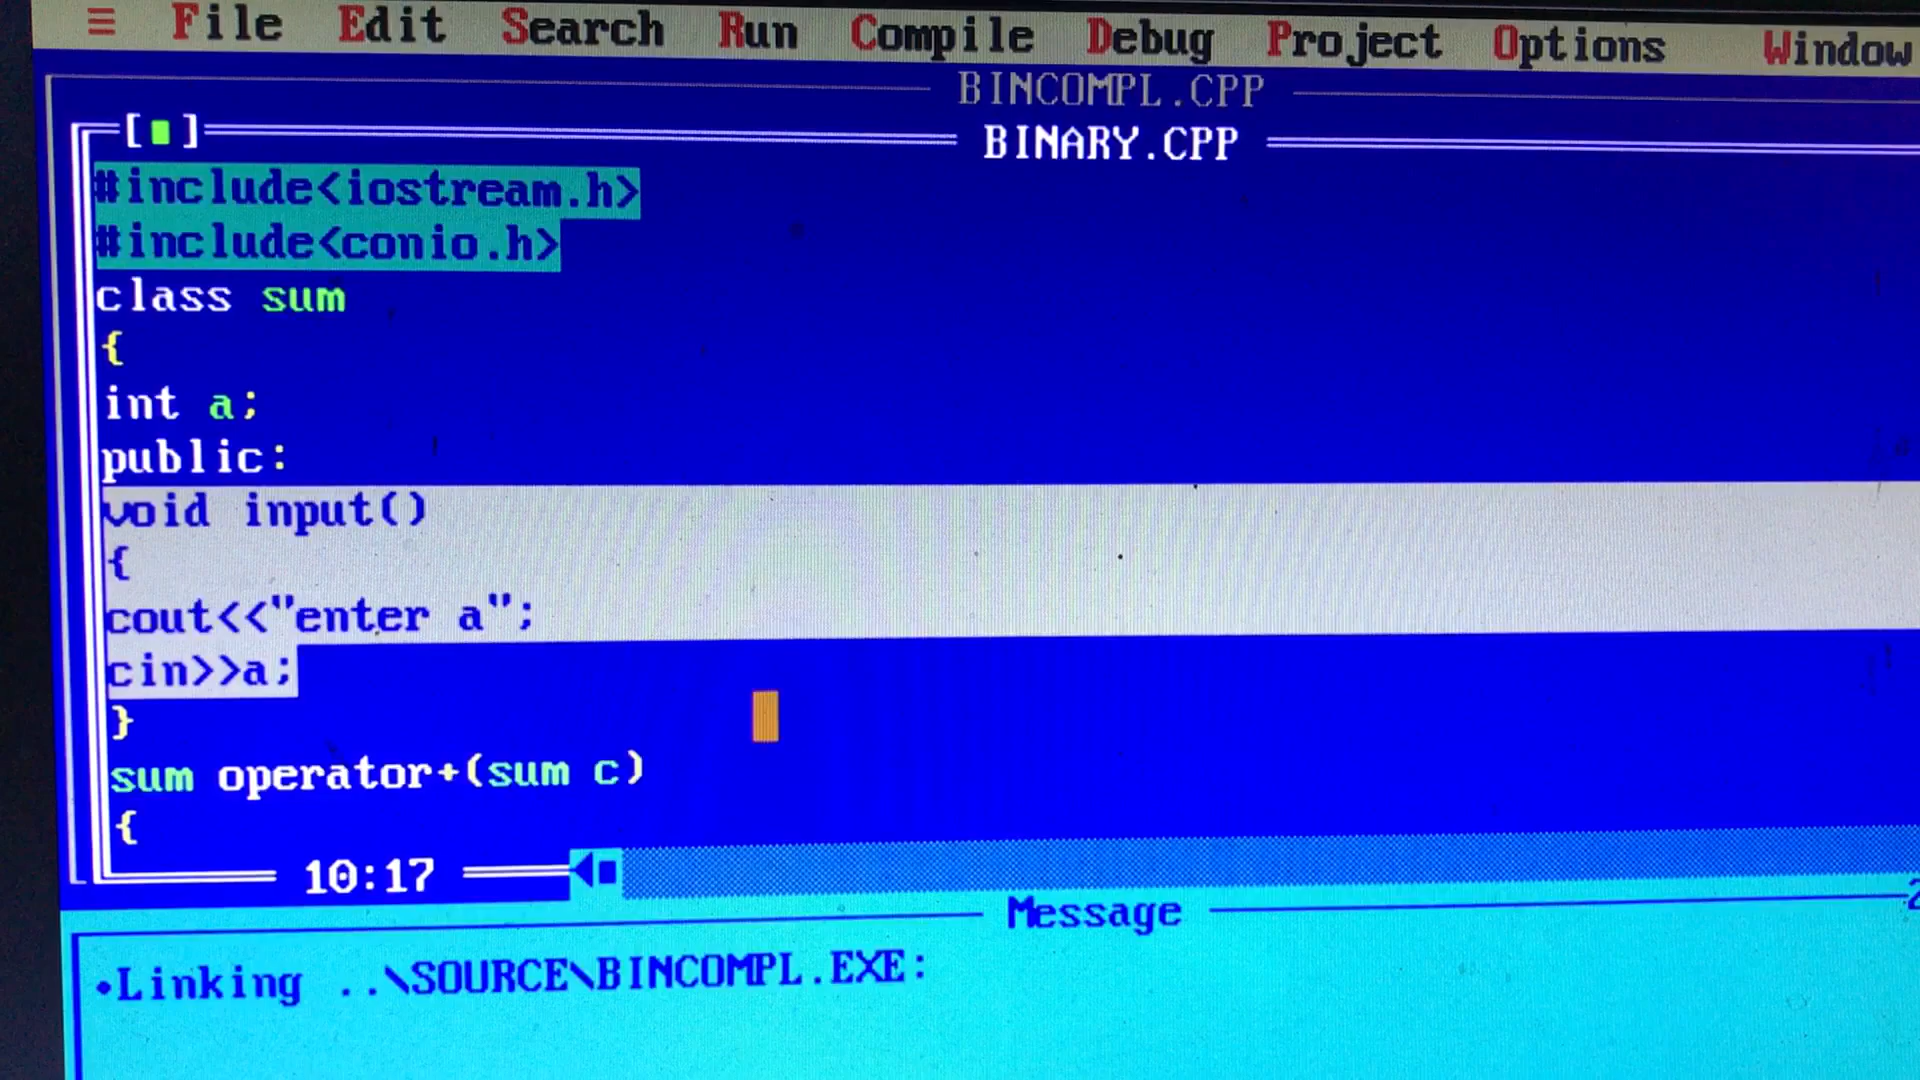 ≡ File Edit Search Run Compile Debug Project Options Window
BINCOMPL.CPP
[■] BINARY.CPP
#include<iostream.h>
#include<conio.h>
class sum
{
int a;
public:
void input()
{
cout<<"enter a";
cin>>a;
}
sum operator+(sum c)
{
10:17
Message
•Linking ..\SOURCE\BINCOMPL.EXE: